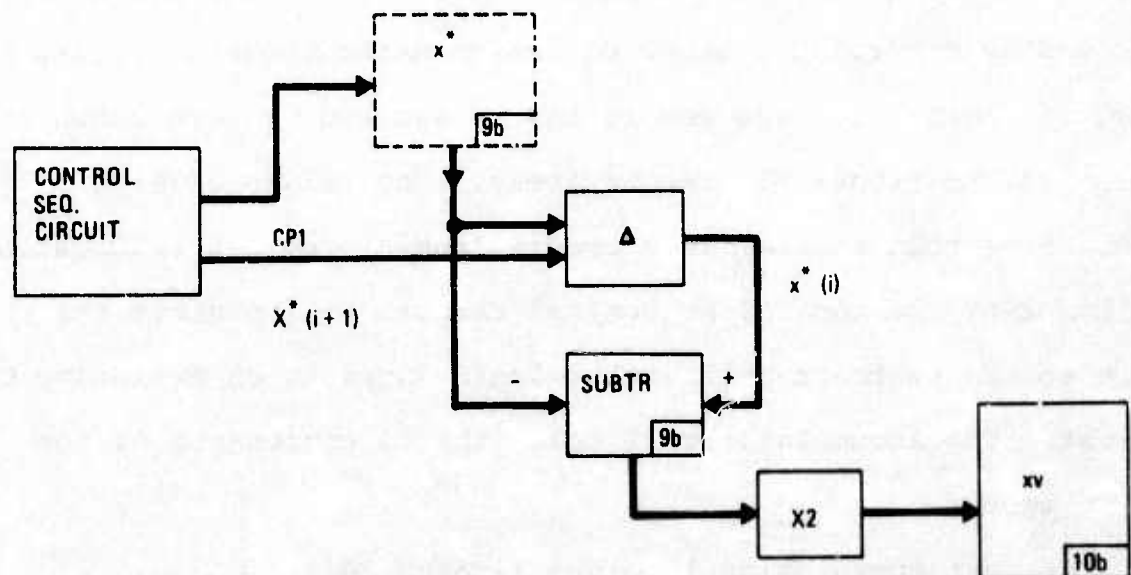 x*
9b
CONTROL
SEQ.
CIRCUIT
CP1
Δ
X* (i + 1)
x* (i)
-
SUBTR
+
9b
X2
xv
10b